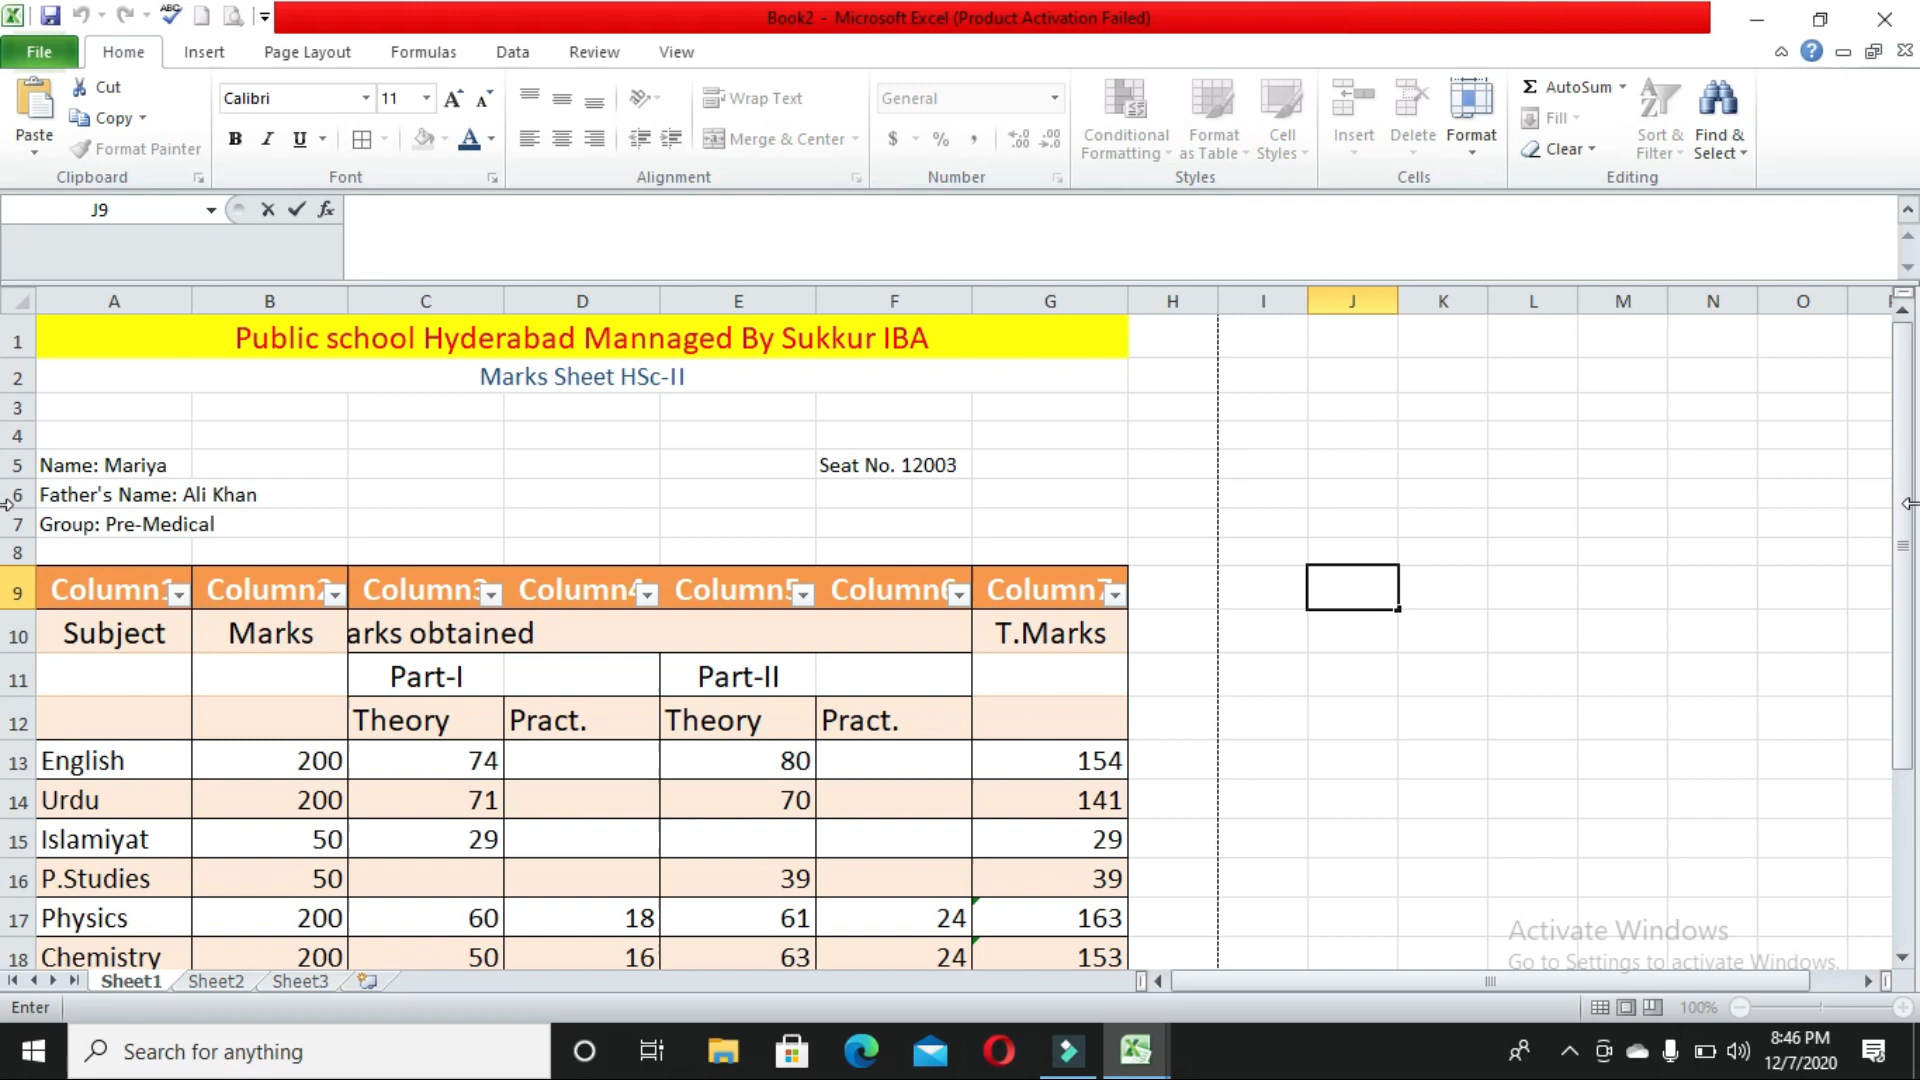 ABC
Book2 - Microsoft Excel (Product Activation Failed)
File Home Insert Page Layout Formulas Data Review View
Paste
Cut
Copy
Format Painter
Clipboard
Calibri 11
B I U
Font
Wrap Text
Merge & Center
Alignment
General
$ % ,
Number
Conditional Formatting
Format as Table
Cell Styles
Styles
Insert Delete Format
Cells
Σ AutoSum
Fill
Clear
Sort & Filter
Find & Select
Editing
J9 fx
A B C D E F G H I J K L M N O
1 Public school Hyderabad Mannaged By Sukkur IBA
2 Marks Sheet HSc-II
3
4
5 Name: Mariya Seat No. 12003
6 Father's Name: Ali Khan
7 Group: Pre-Medical
8
9 Column1 Column2 Column3 Column4 Column5 Column6 Column7
10 Subject Marks arks obtained T.Marks
11 Part-I Part-II
12 Theory Pract. Theory Pract.
13 English 200 74 80 154
14 Urdu 200 71 70 141
15 Islamiyat 50 29 29
16 P.Studies 50 39 39
17 Physics 200 60 18 61 24 163
18 Chemistry 200 50 16 63 24 153
Activate Windows
Go to Settings to activate Windows.
Sheet1 Sheet2 Sheet3
Enter 100%
Search for anything
8:46 PM
12/7/2020